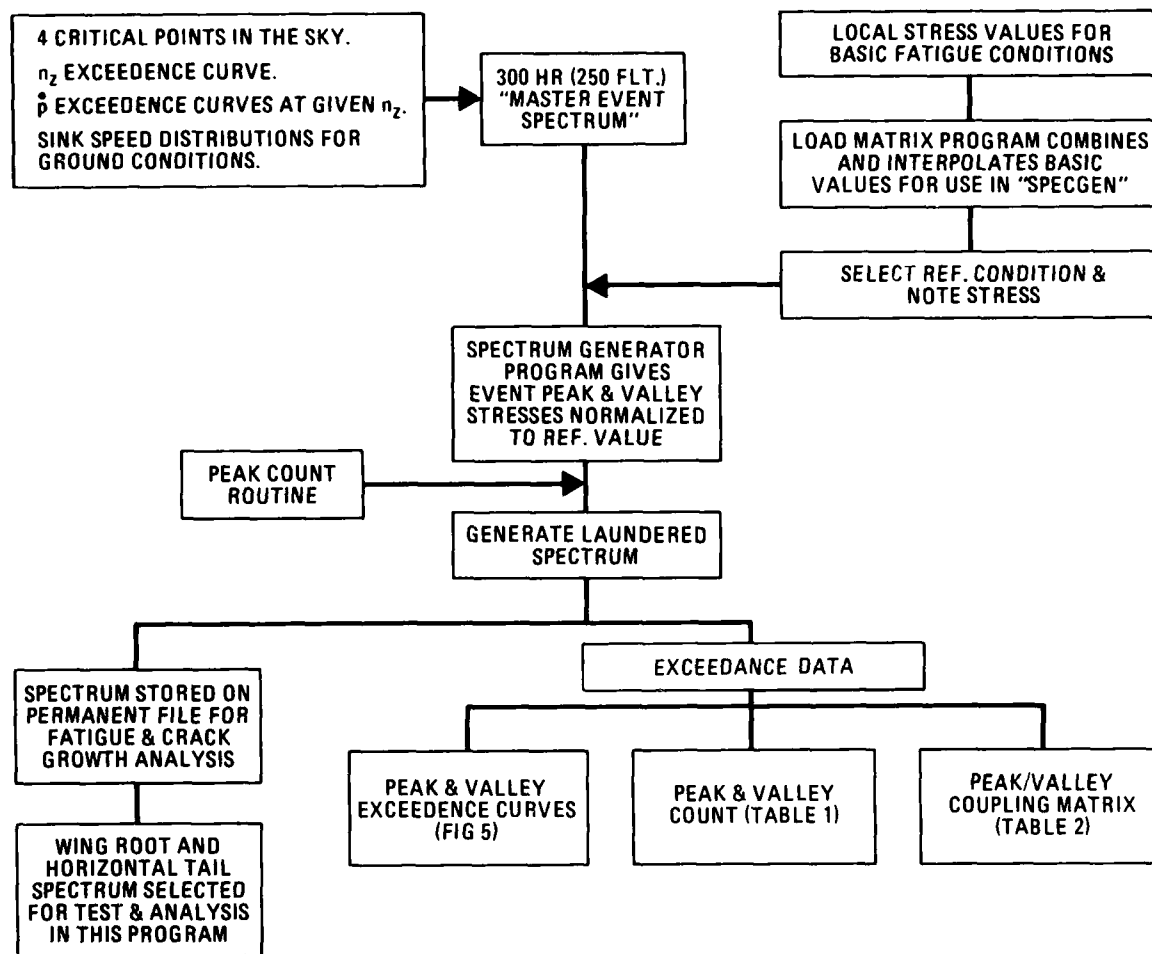 4 CRITICAL POINTS IN THE SKY.
nz EXCEEDENCE CURVE.
ṗ EXCEEDENCE CURVES AT GIVEN nz.
SINK SPEED DISTRIBUTIONS FOR
GROUND CONDITIONS.
300 HR (250 FLT.)
"MASTER EVENT
SPECTRUM"
LOCAL STRESS VALUES FOR
BASIC FATIGUE CONDITIONS
LOAD MATRIX PROGRAM COMBINES
AND INTERPOLATES BASIC
VALUES FOR USE IN "SPECGEN"
SELECT REF. CONDITION &
NOTE STRESS
SPECTRUM GENERATOR
PROGRAM GIVES
EVENT PEAK & VALLEY
STRESSES NORMALIZED
TO REF. VALUE
PEAK COUNT
ROUTINE
GENERATE LAUNDERED
SPECTRUM
SPECTRUM STORED ON
PERMANENT FILE FOR
FATIGUE & CRACK
GROWTH ANALYSIS
WING ROOT AND
HORIZONTAL TAIL
SPECTRUM SELECTED
FOR TEST & ANALYSIS
IN THIS PROGRAM
EXCEEDANCE DATA
PEAK & VALLEY
EXCEEDENCE CURVES
(FIG 5)
PEAK & VALLEY
COUNT (TABLE 1)
PEAK/VALLEY
COUPLING MATRIX
(TABLE 2)